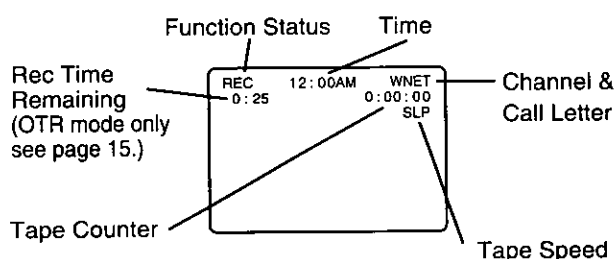 Function Status
Time
Rec Time
Remaining
(OTR mode only
see page 15.)
REC 12:00AM WNET
0:25 0:00:00
SLP
Channel &
Call Letter
Tape Counter
Tape Speed